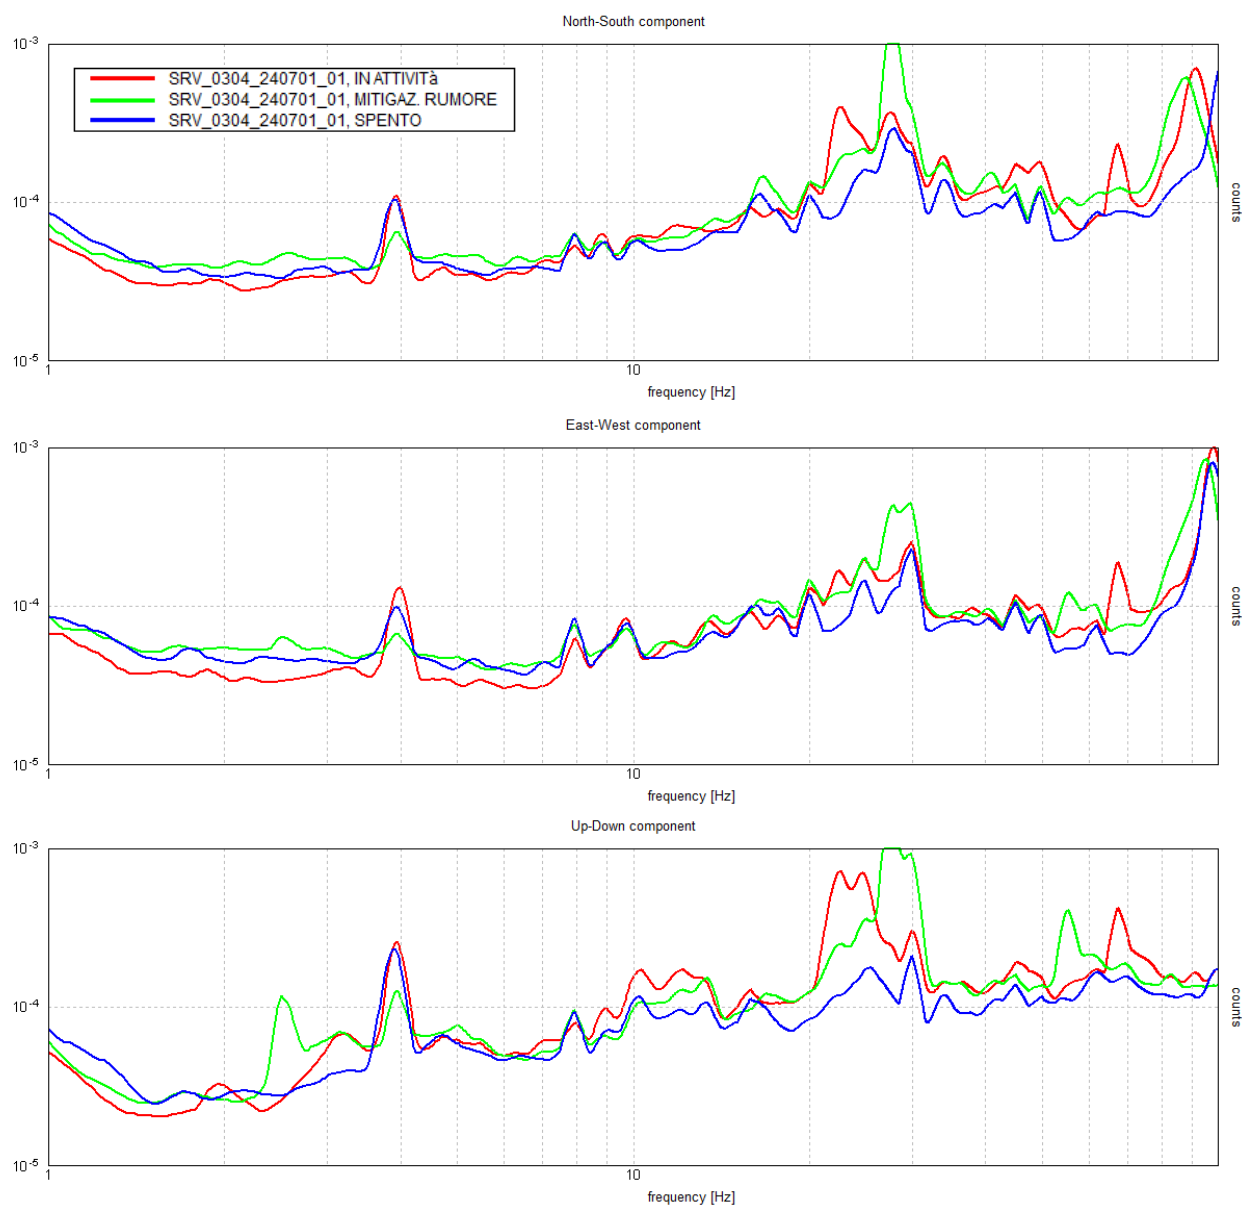 North-South component
10-3
SRV_0304_240701_01, IN ATTIVITà
SRV_0304_240701_01, MITIGAZ. RUMORE
SRV_0304_240701_01, SPENTO
10-4
counts
10-5
1
10
frequency [Hz]
East-West component
10-3
10-4
counts
10-5
1
10
frequency [Hz]
Up-Down component
10-3
10-4
counts
10-5
1
10
frequency [Hz]